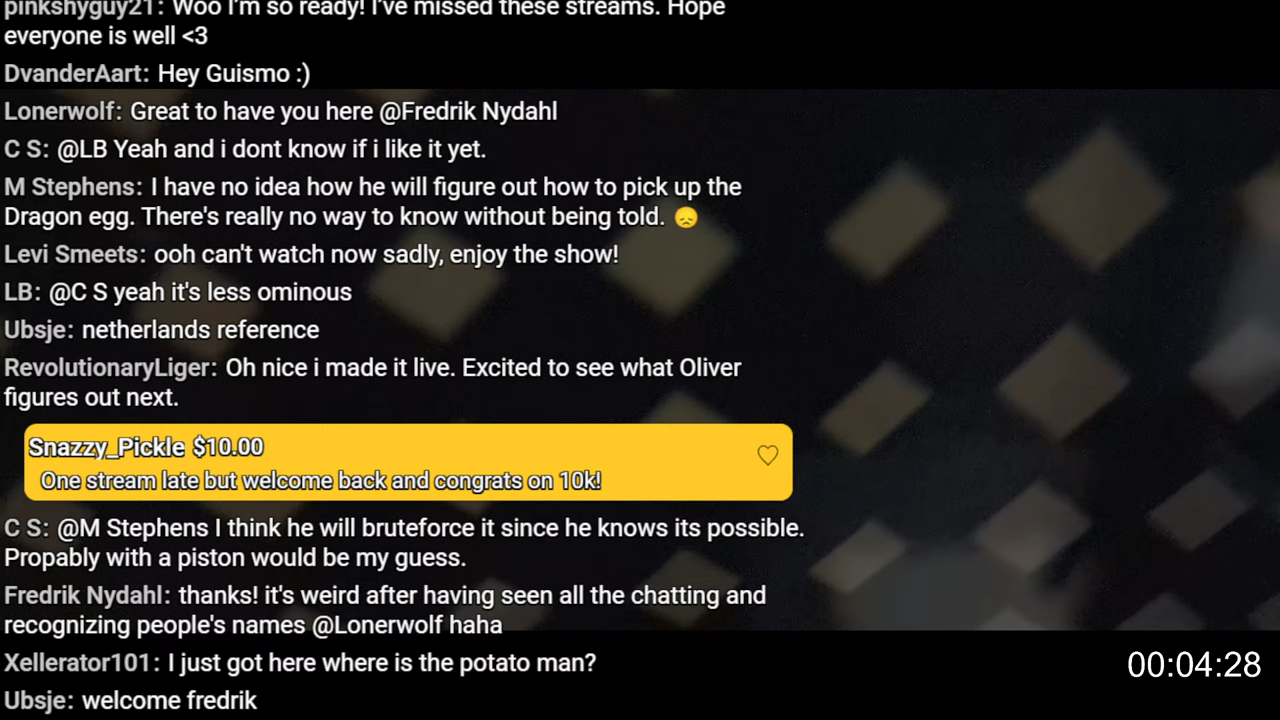 pinkshyguy21: Woo I'm so ready! I've missed these streams. Hope
everyone is well <3
DvanderAart: Hey Guismo :)
Lonerwolf: Great to have you here @Fredrik Nydahl
C S: @LB Yeah and i dont know if i like it yet.
M Stephens: I have no idea how he will figure out how to pick up the
Dragon egg. There's really no way to know without being told. 😞
Levi Smeets: ooh can't watch now sadly, enjoy the show!
LB: @C S yeah it's less ominous
Ubsje: netherlands reference
RevolutionaryLiger: Oh nice i made it live. Excited to see what Oliver
figures out next.
Snazzy_Pickle $10.00
One stream late but welcome back and congrats on 10k!
C S: @M Stephens I think he will bruteforce it since he knows its possible.
Propably with a piston would be my guess.
Fredrik Nydahl: thanks! it's weird after having seen all the chatting and
recognizing people's names @Lonerwolf haha
Xellerator101: I just got here where is the potato man?
00:04:28
Ubsje: welcome fredrik